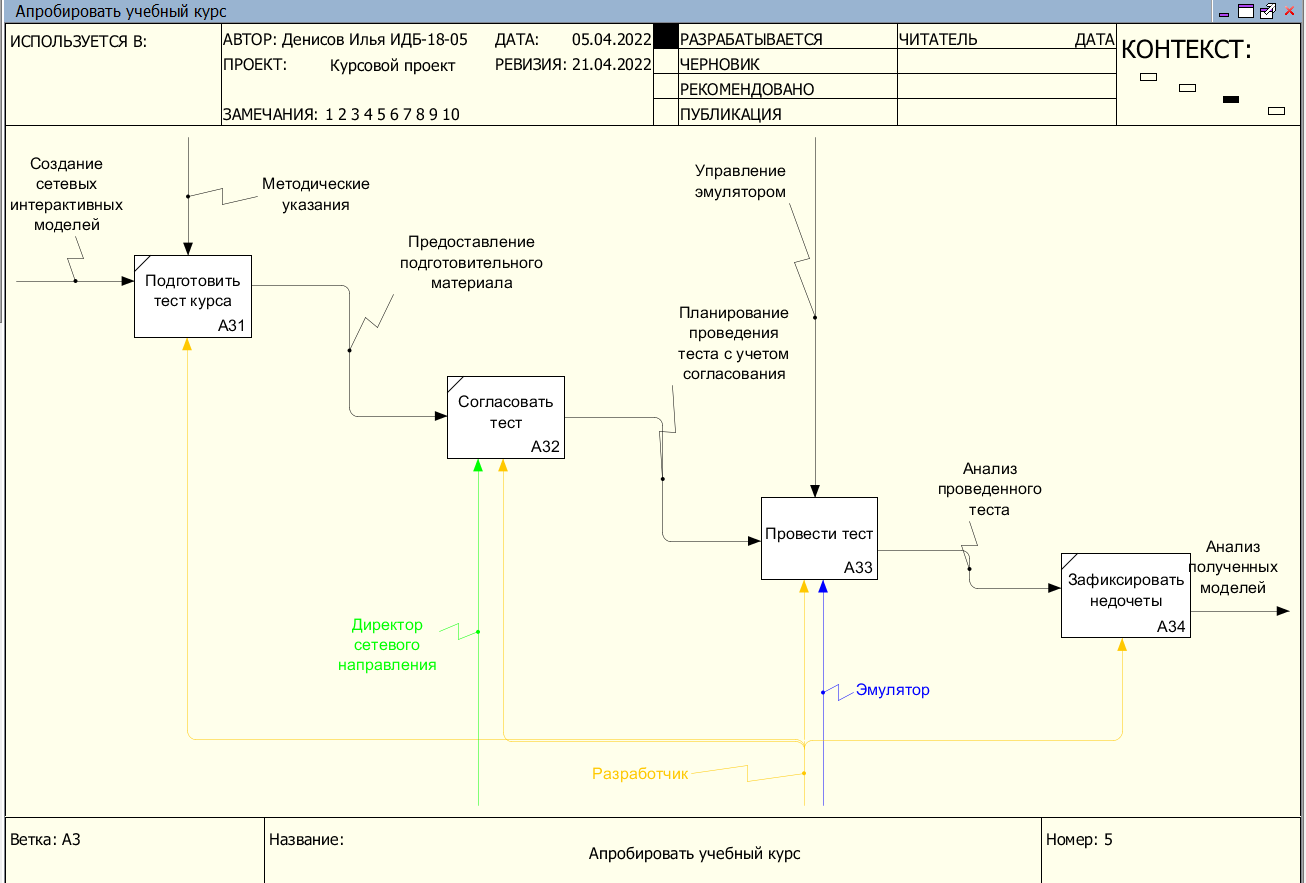 Апробировать учебный курс
ИСПОЛЬЗУЕТСЯ В:
АВТОР: Денисов Илья ИДБ-18-05
ДАТА: 05.04.2022
ПРОЕКТ: Курсовой проект
РЕВИЗИЯ: 21.04.2022
ЗАМЕЧАНИЯ: 1 2 3 4 5 6 7 8 9 10
РАЗРАБАТЫВАЕТСЯ
ЧЕРНОВИК
РЕКОМЕНДОВАНО
ПУБЛИКАЦИЯ
ЧИТАТЕЛЬ
ДАТА
КОНТЕКСТ:
Создание
сетевых
интерактивных
моделей
Методические
указания
Подготовить
тест курса
A31
Предоставление
подготовительного
материала
Согласовать
тест
A32
Управление
эмулятором
Планирование
проведения
теста с учетом
согласования
Провести тест
A33
Анализ
проведенного
теста
Зафиксировать
недочеты
A34
Анализ
полученных
моделей
Директор
сетевого
направления
Эмулятор
Разработчик
Ветка: A3
Название:
Апробировать учебный курс
Номер: 5